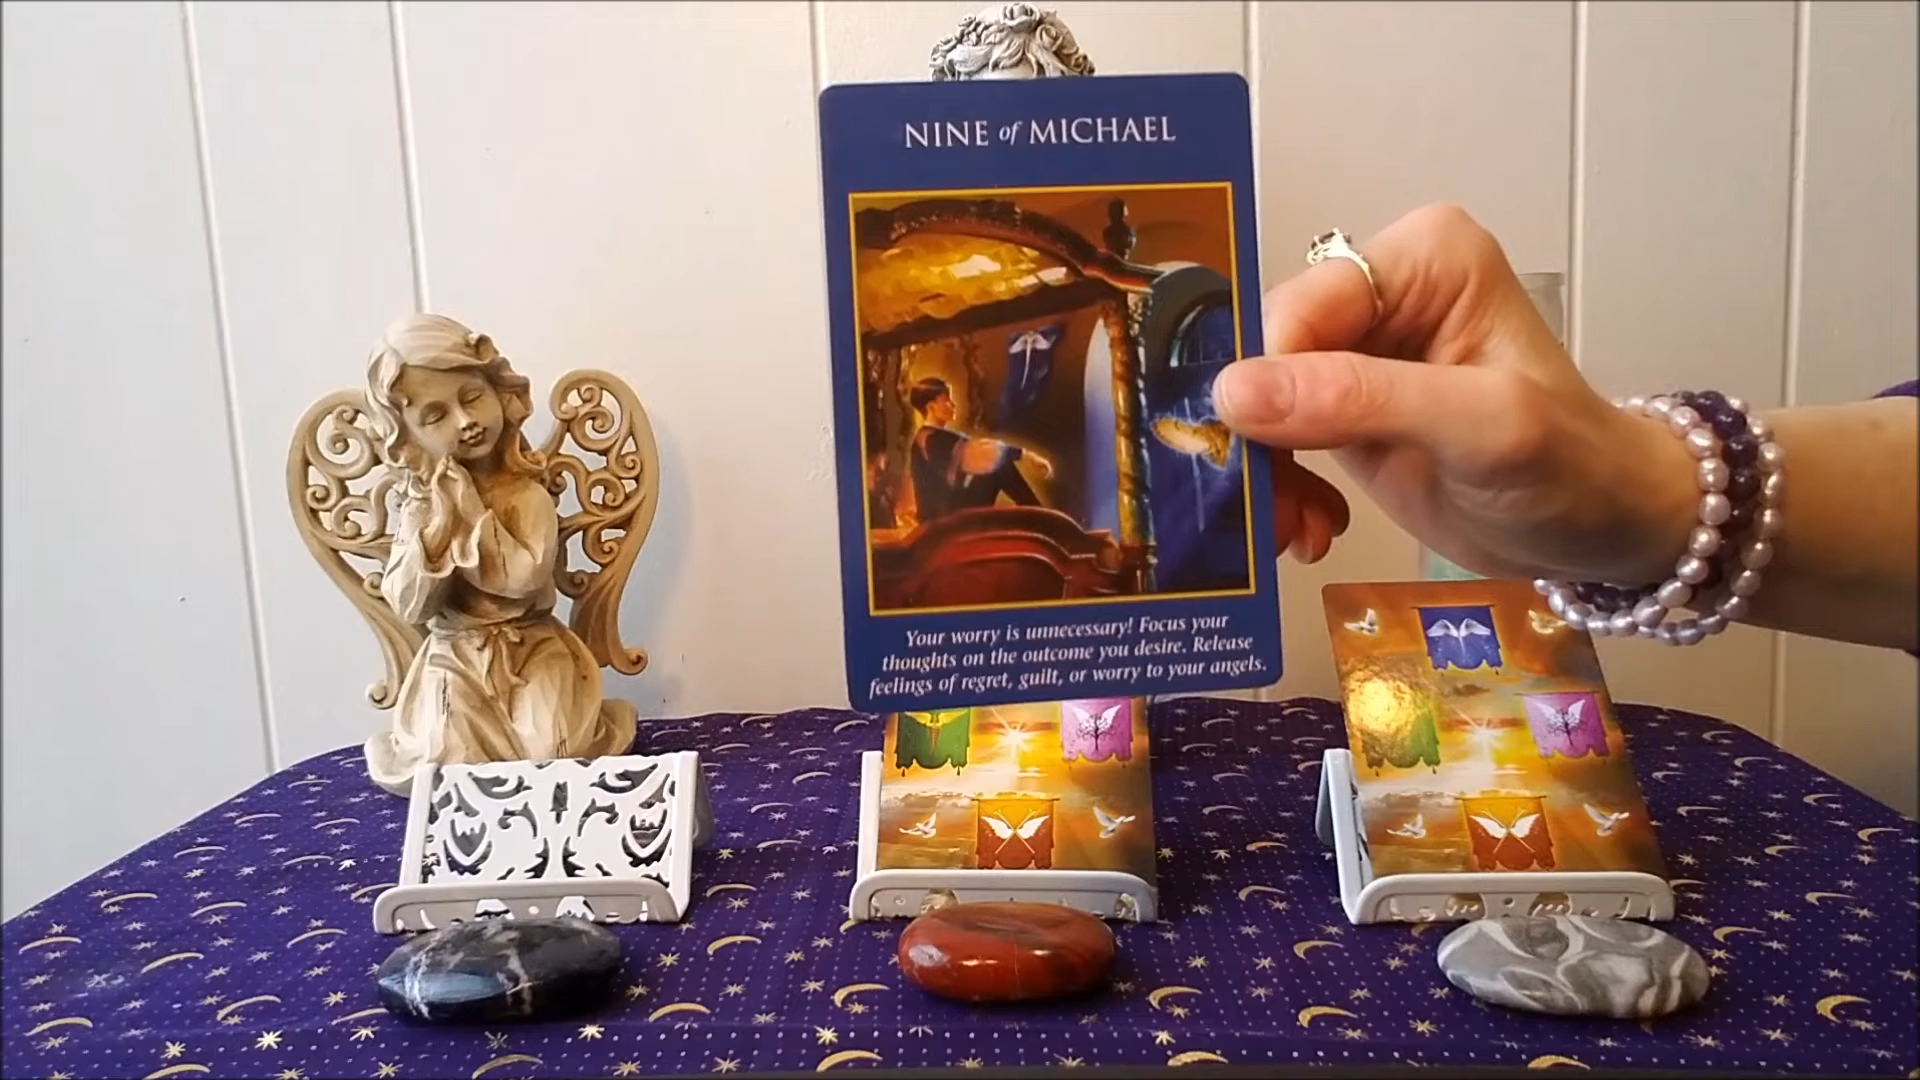 NINE of MICHAEL
Your worry is unnecessary! Focus your
thoughts on the outcome you desire. Release
feelings of regret, guilt, or worry to your angels.